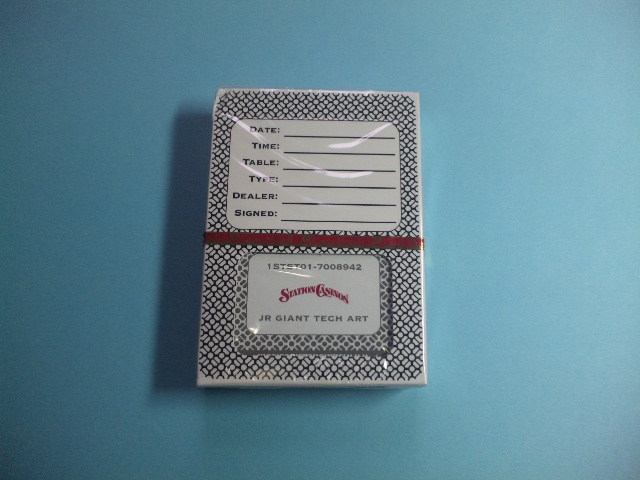 DATE:
TIME:
TABLE:
TYPE:
DEALER:
SIGNED:
1STST01-7008942
STATION CASINOS
JR GIANT TECH ART